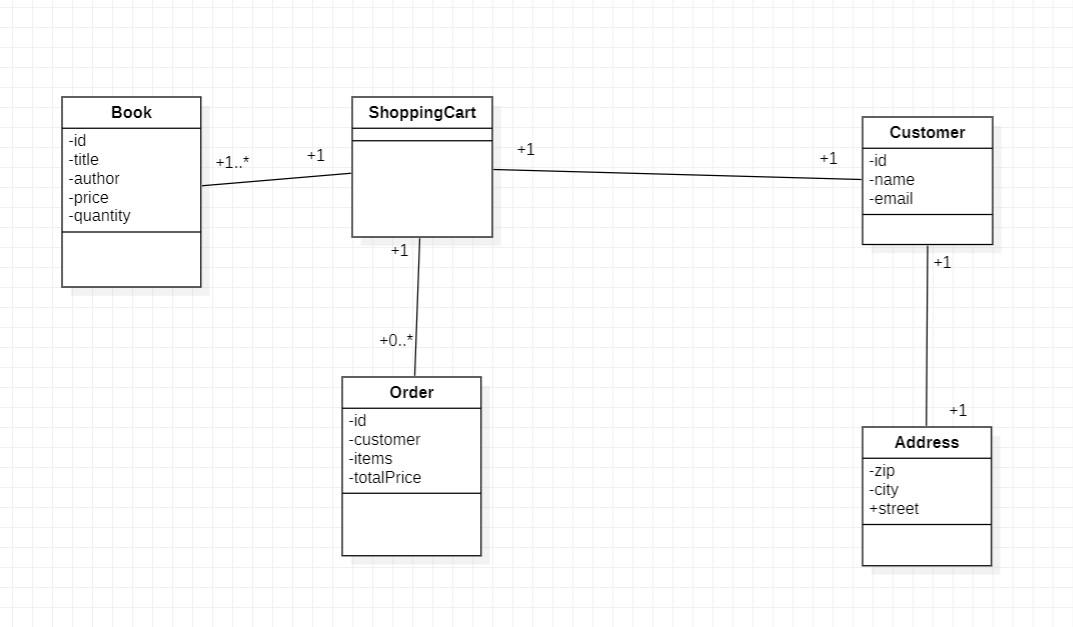 Book
-id
-title
-author
-price
-quantity
+1..*
+1
ShoppingCart
+1
+1
Customer
-id
-name
-email
+1
+0..*
Order
-id
-customer
-items
-totalPrice
+1
+1
Address
-zip
-city
+street